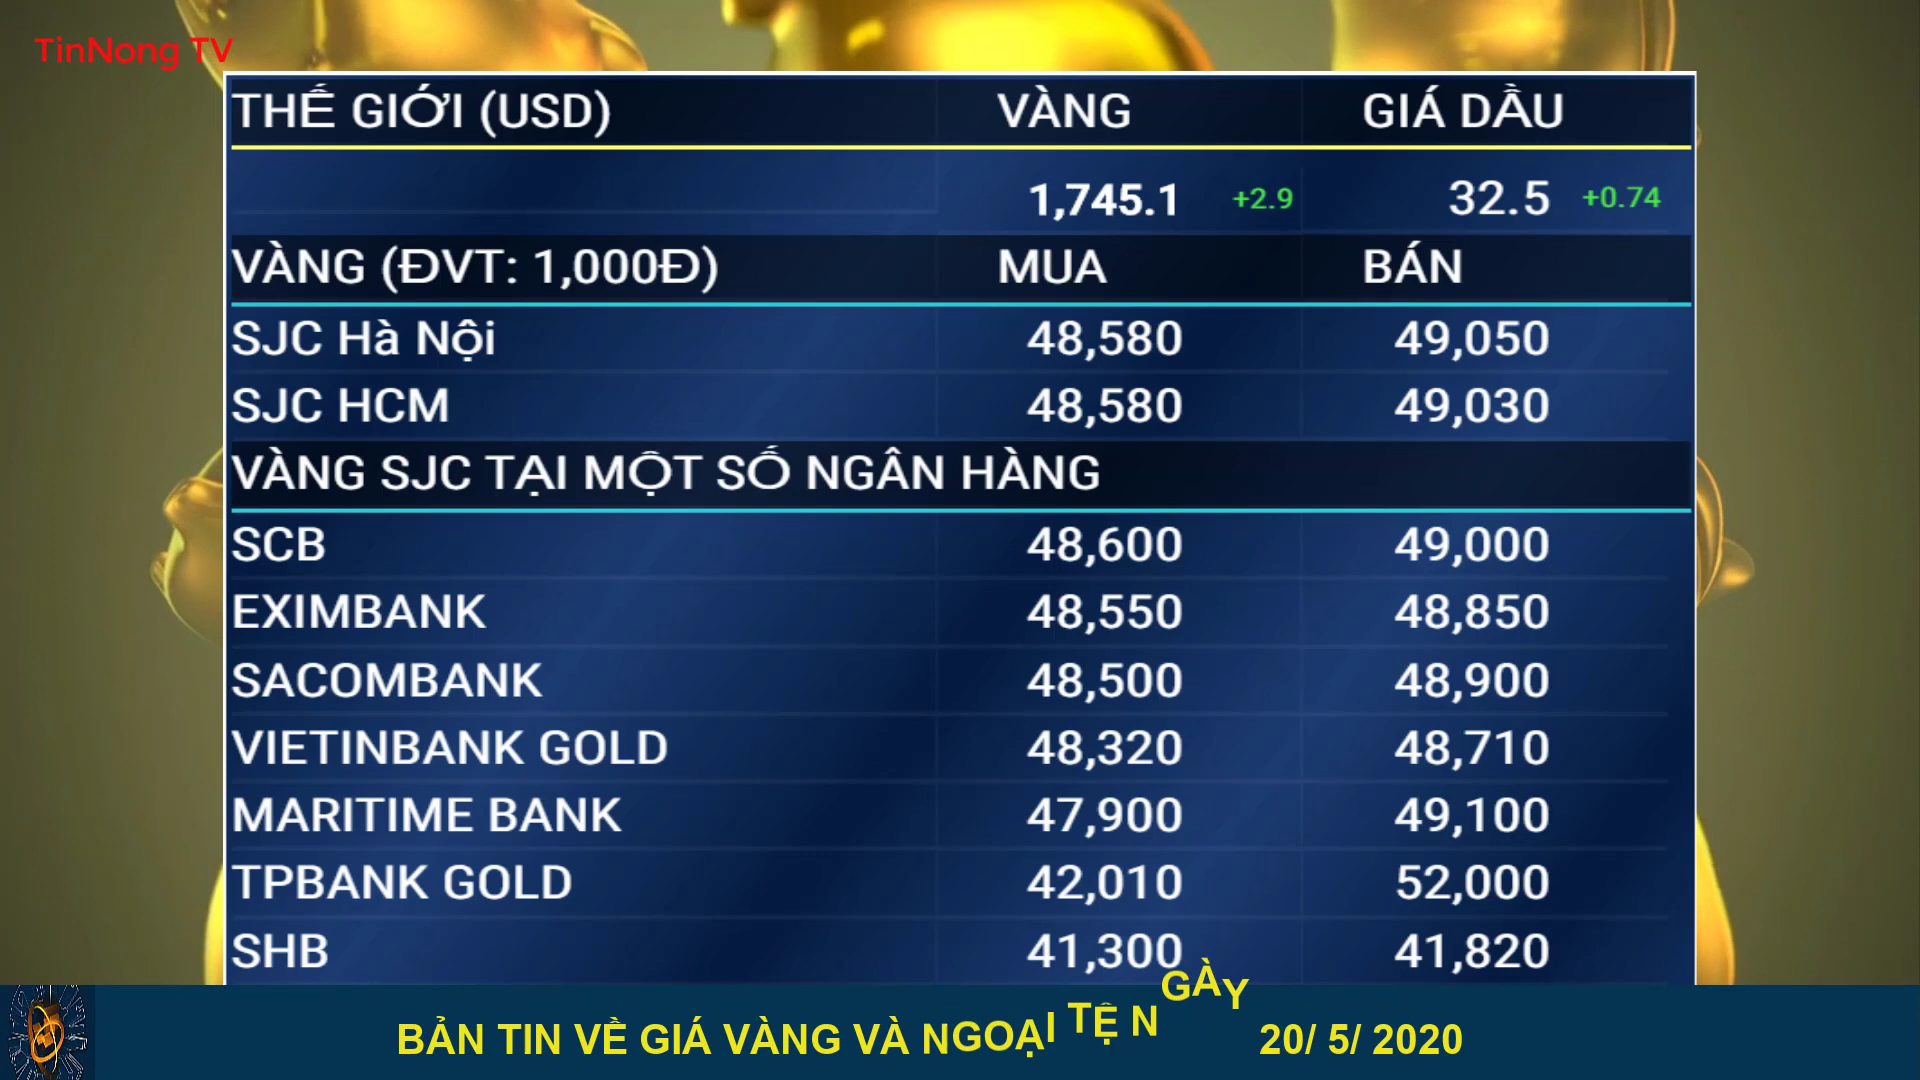 TinNong TV
THẾ GIỚI (USD) VÀNG GIÁ DẦU
1,745.1 +2.9 32.5 +0.74
VÀNG (ĐVT: 1,000Đ) MUA BÁN
SJC Hà Nội 48,580 49,050
SJC HCM 48,580 49,030
VÀNG SJC TẠI MỘT SỐ NGÂN HÀNG
SCB 48,600 49,000
EXIMBANK 48,550 48,850
SACOMBANK 48,500 48,900
VIETINBANK GOLD 48,320 48,710
MARITIME BANK 47,900 49,100
TPBANK GOLD 42,010 52,000
SHB 41,300 41,820
BẢN TIN VỀ GIÁ VÀNG VÀ NGOẠI TỆ NGÀY 20/ 5/ 2020